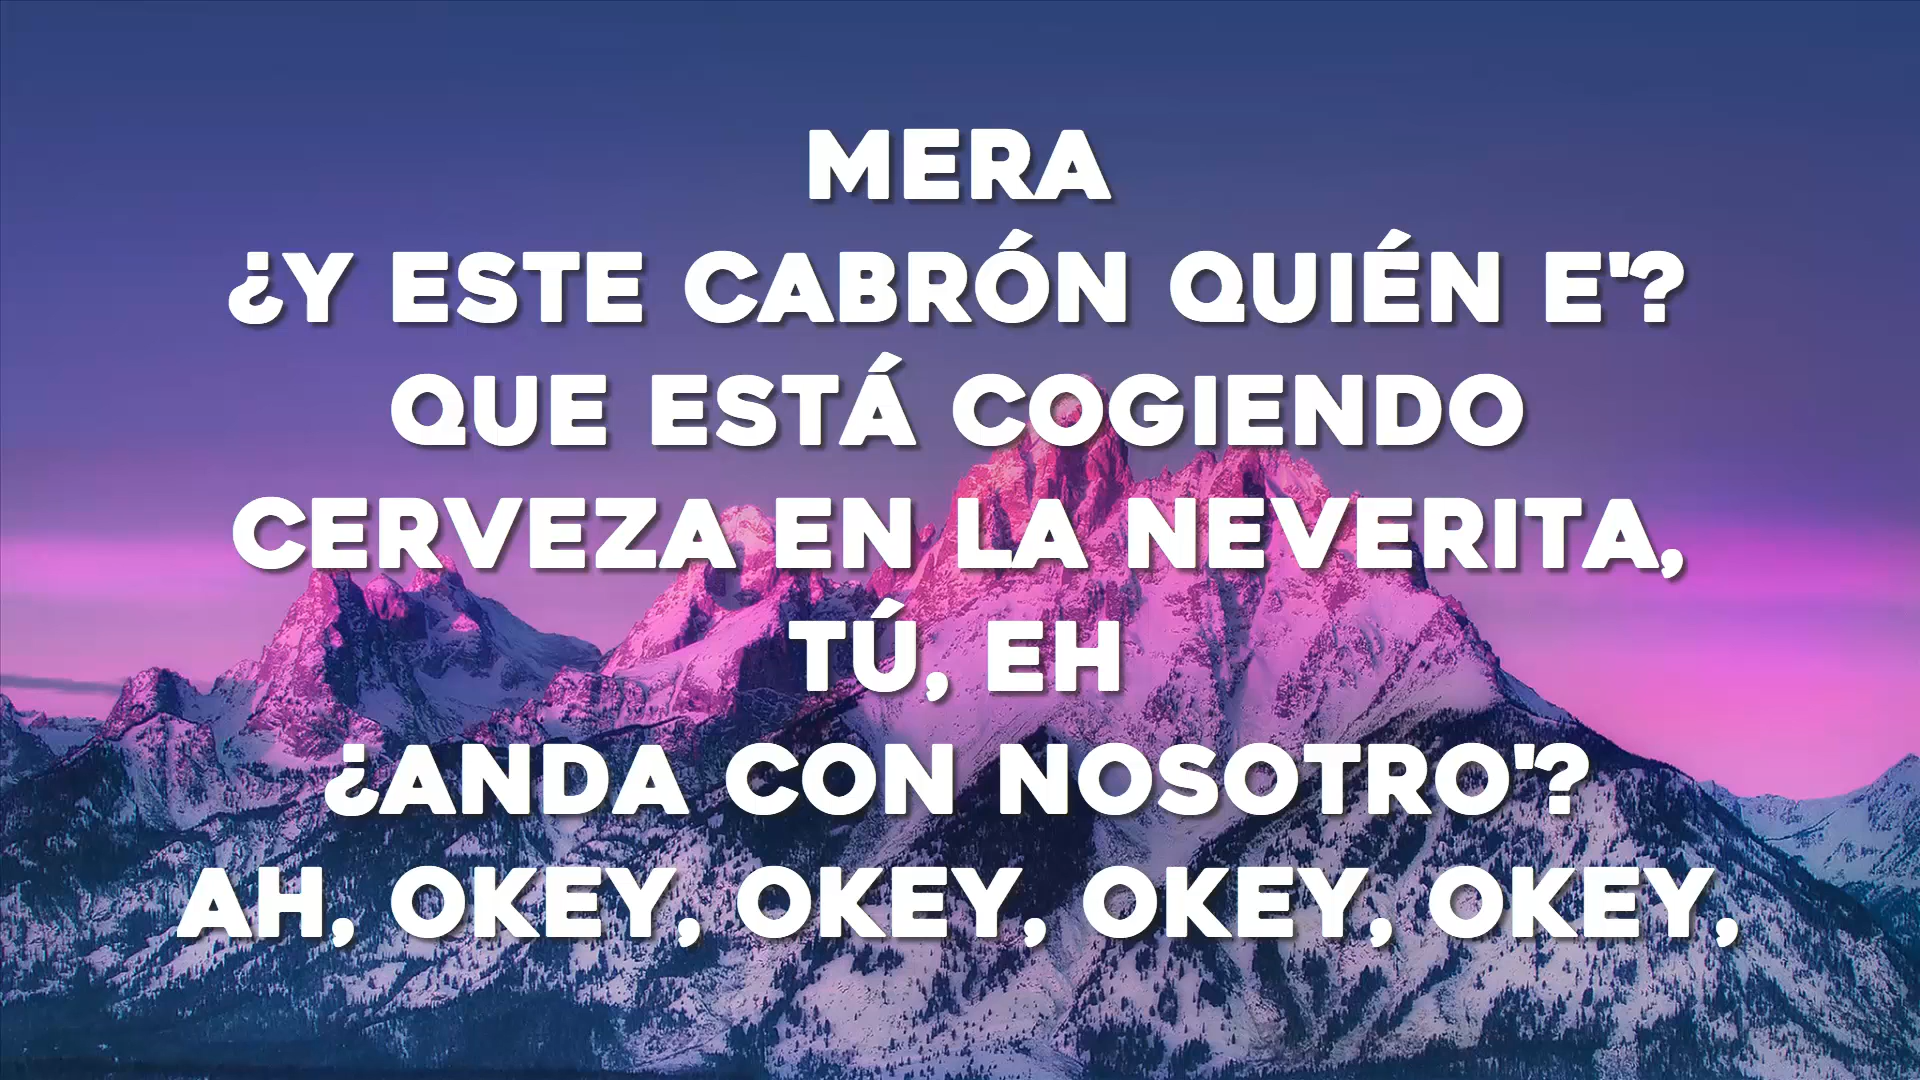 MERA
¿Y ESTE CABRÓN QUIÉN E'?
QUE ESTÁ COGIENDO
CERVEZA EN LA NEVERITA,
TÚ, EH
¿ANDA CON NOSOTRO'?
AH, OKEY, OKEY, OKEY, OKEY,